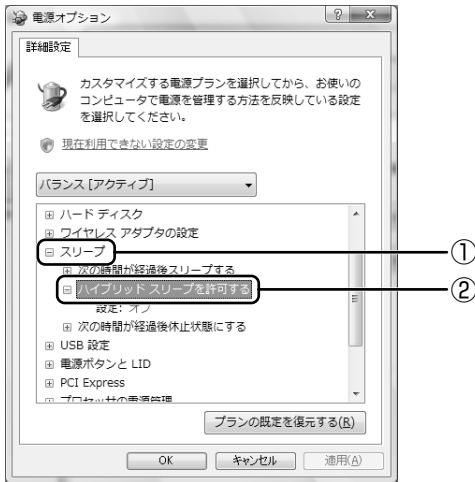 電源オプション
詳細設定
カスタマイズする電源プランを選択してから、お使いの
コンピュータで電源を管理する方法を反映している設定
を選択してください。
現在利用できない設定の変更
バランス [アクティブ]
ハード ディスク
ワイヤレス アダプタの設定
スリープ
①
次の時間が経過後スリープする
ハイブリッド スリープを許可する
②
設定: オフ
次の時間が経過後休止状態にする
USB 設定
電源ボタンと LID
PCI Express
プロセッサの電源管理
プランの既定を復元する(R)
OK
キャンセル
適用(A)